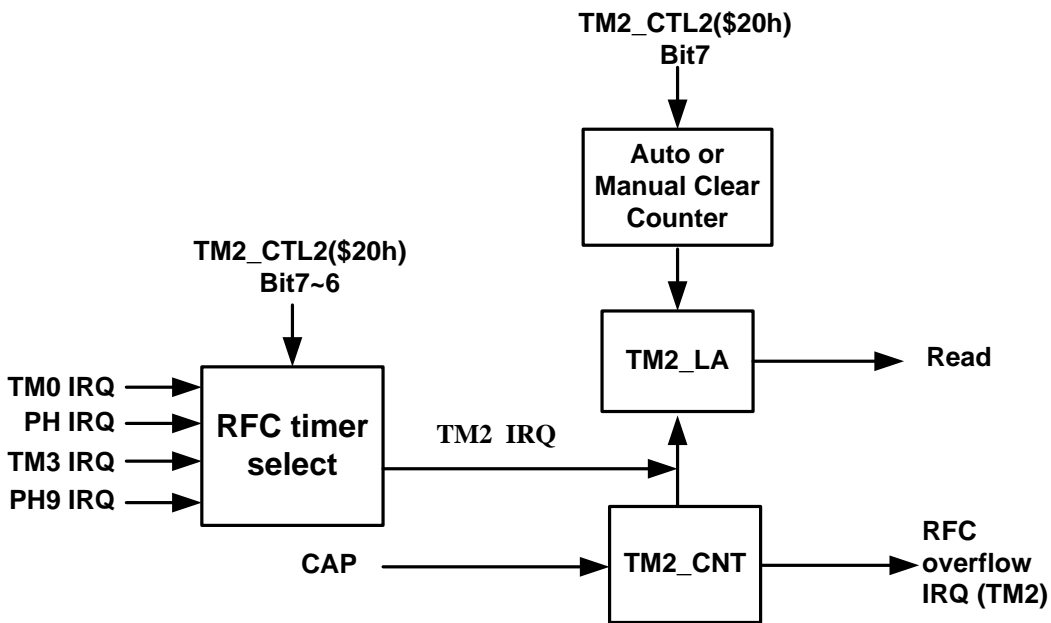 TM2_CTL2($20h)
Bit7
Auto or
Manual Clear
Counter
TM2_CTL2($20h)
Bit7~6
TM2_LA
Read
TM0 IRQ
PH IRQ
TM3 IRQ
PH9 IRQ
RFC timer
select
TM2 IRQ
CAP
TM2_CNT
RFC
overflow
IRQ (TM2)